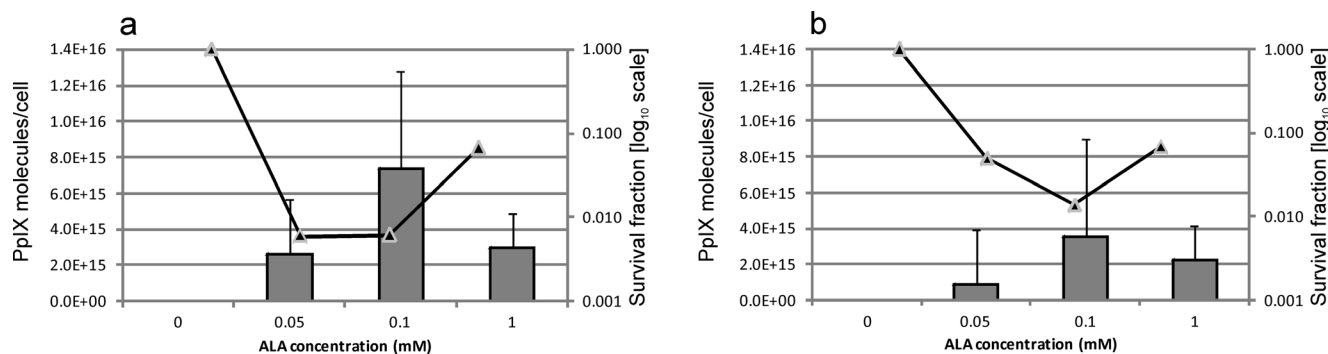 a
1.4E+16
1.2E+16
1.0E+16
8.0E+15
6.0E+15
4.0E+15
2.0E+15
0.0E+00
PpIX molecules/cell
1.000
0.100
0.010
0.001
Survival fraction [log10 scale]
0 0.05 0.1 1
ALA concentration (mM)
b
1.4E+16
1.2E+16
1.0E+16
8.0E+15
6.0E+15
4.0E+15
2.0E+15
0.0E+00
PpIX molecules/cell
1.000
0.100
0.010
0.001
Survival fraction [log10 scale]
0 0.05 0.1 1
ALA concentration (mM)